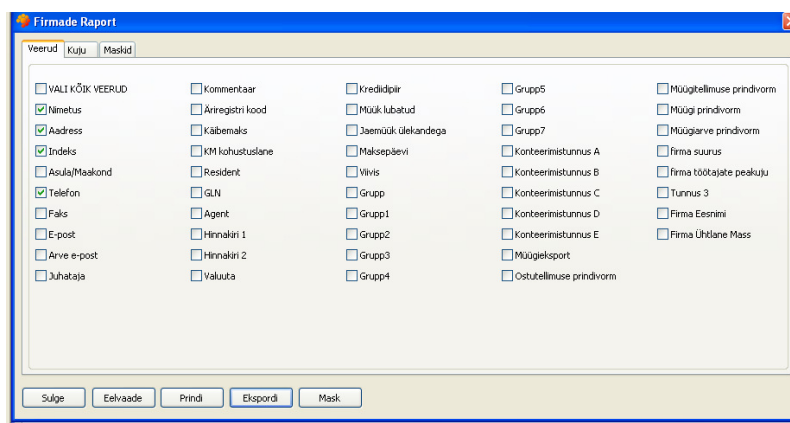 Firmade Raport
Veerud Kuju Maskid
VALI KÕIK VEERUD
Nimetus
Aadress
Indeks
Asula/Maakond
Telefon
Faks
E-post
Arve e-post
Juhataja
Kommentaar
Äriregistri kood
Käibemaks
KM kohustuslane
Resident
GLN
Agent
Hinnakiri 1
Hinnakiri 2
Valuuta
Krediidipiir
Müük lubatud
Jaemüük ülekandega
Maksepäevi
Viivis
Grupp
Grupp1
Grupp2
Grupp3
Grupp4
Grupp5
Grupp6
Grupp7
Konteerimistunnus A
Konteerimistunnus B
Konteerimistunnus C
Konteerimistunnus D
Konteerimistunnus E
Müügieksport
Ostutellimuse prindivorm
Müügitellimuse prindivorm
Müügi prindivorm
Müügiarve prindivorm
firma suurus
firma töötajate peakuju
Tunnus 3
Firma Eesnimi
Firma Ühtlane Mass
Sulge Eelvaade Prindi Ekspordi Mask